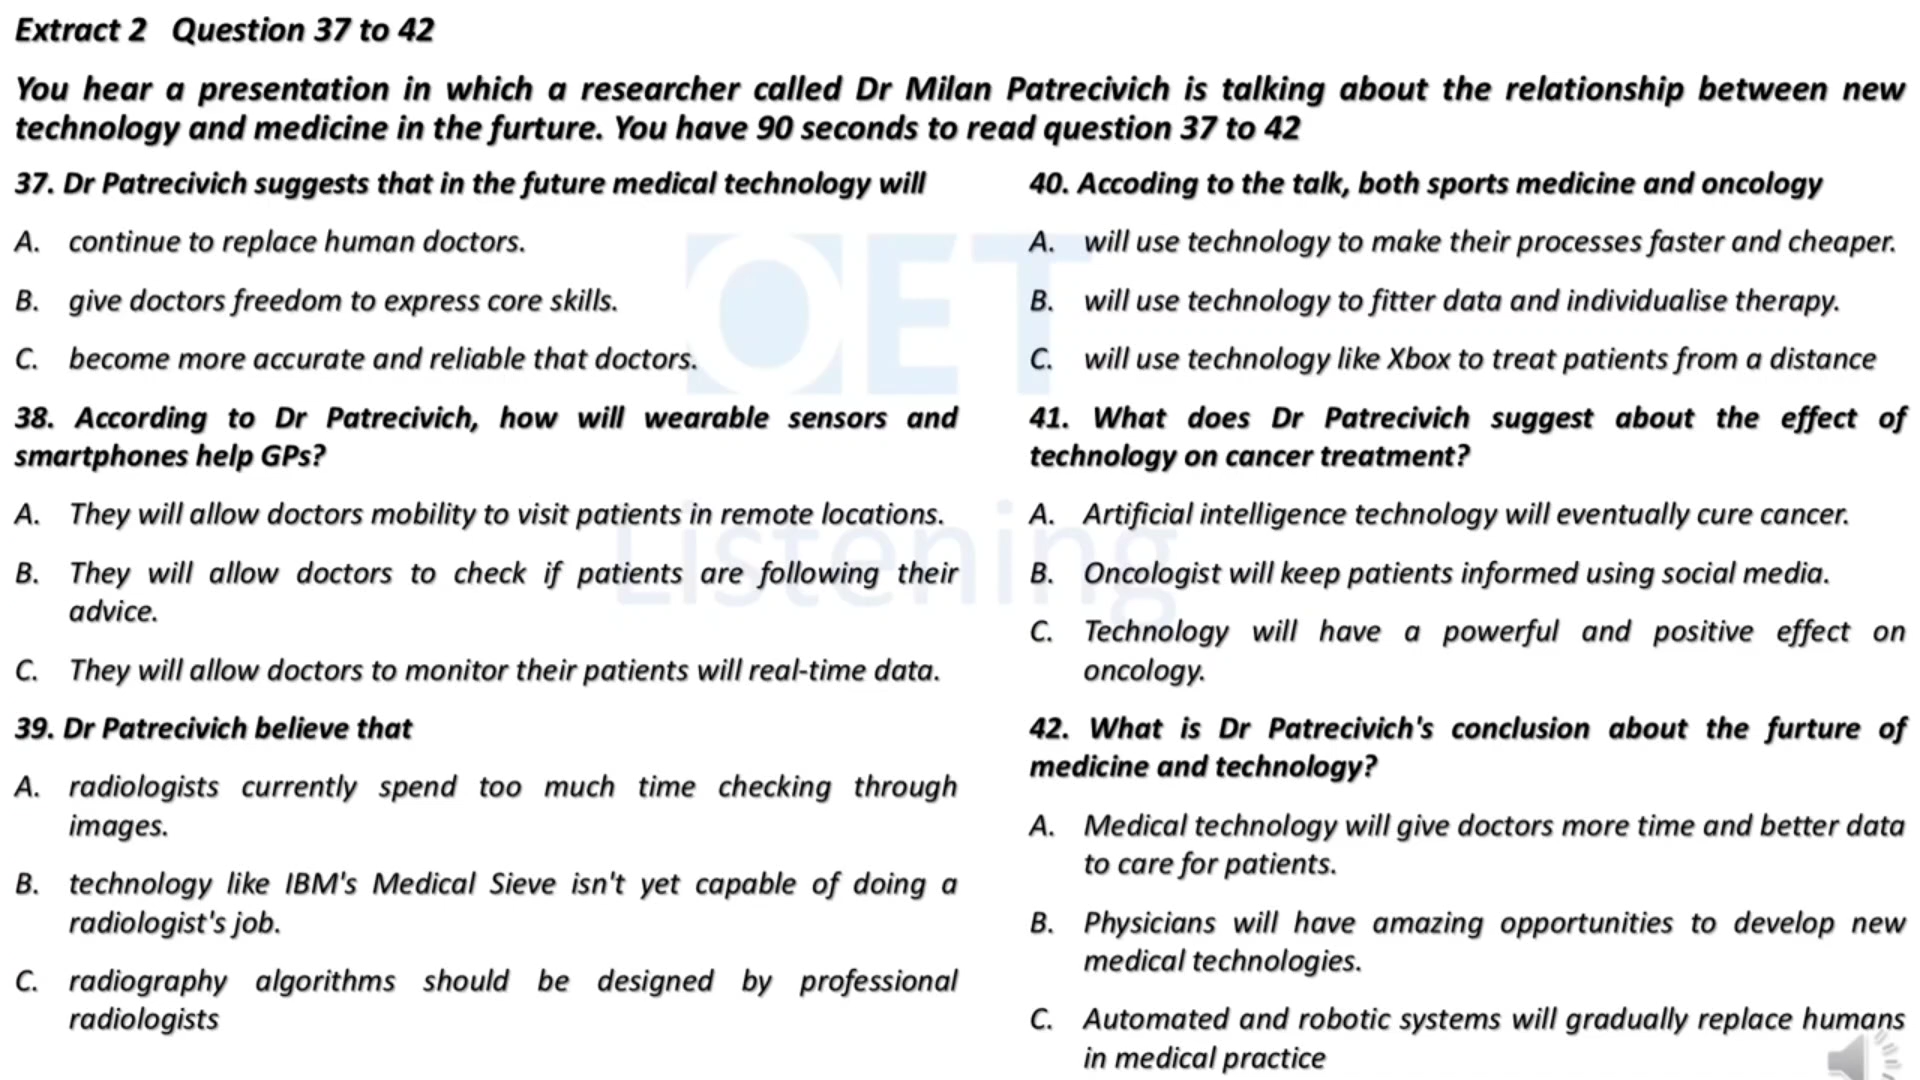 Extract 2 Question 37 to 42
You hear a presentation in which a researcher called Dr Milan Patrecivich is talking about the relationship between new
technology and medicine in the furture. You have 90 seconds to read question 37 to 42
37. Dr Patrecivich suggests that in the future medical technology will
A. continue to replace human doctors.
B. give doctors freedom to express core skills.
C. become more accurate and reliable that doctors.
38. According to Dr Patrecivich, how will wearable sensors and
smartphones help GPs?
A. They will allow doctors mobility to visit patients in remote locations.
B. They will allow doctors to check if patients are following their
advice.
C. They will allow doctors to monitor their patients will real-time data.
39. Dr Patrecivich believe that
A. radiologists currently spend too much time checking through
images.
B. technology like IBM's Medical Sieve isn't yet capable of doing a
radiologist's job.
C. radiography algorithms should be designed by professional
radiologists
40. Accoding to the talk, both sports medicine and oncology
A. will use technology to make their processes faster and cheaper.
B. will use technology to fitter data and individualise therapy.
C. will use technology like Xbox to treat patients from a distance
41. What does Dr Patrecivich suggest about the effect of
technology on cancer treatment?
A. Artificial intelligence technology will eventually cure cancer.
B. Oncologist will keep patients informed using social media.
C. Technology will have a powerful and positive effect on
oncology.
42. What is Dr Patrecivich's conclusion about the furture of
medicine and technology?
A. Medical technology will give doctors more time and better data
to care for patients.
B. Physicians will have amazing opportunities to develop new
medical technologies.
C. Automated and robotic systems will gradually replace humans
in medical practice
OET
Listening